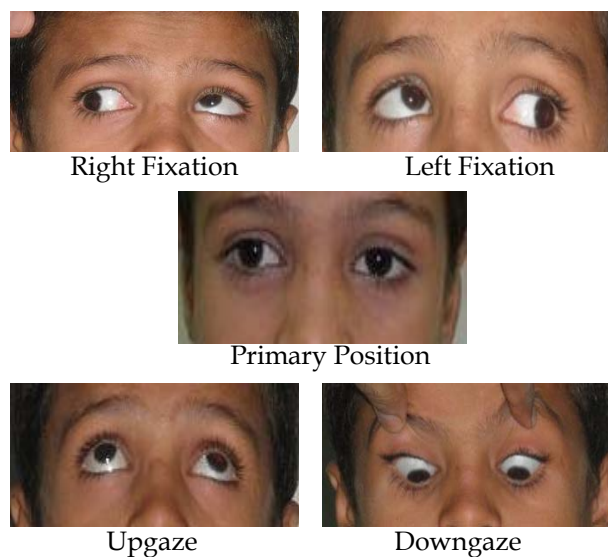 Right Fixation
Left Fixation
Primary Position
Upgaze
Downgaze